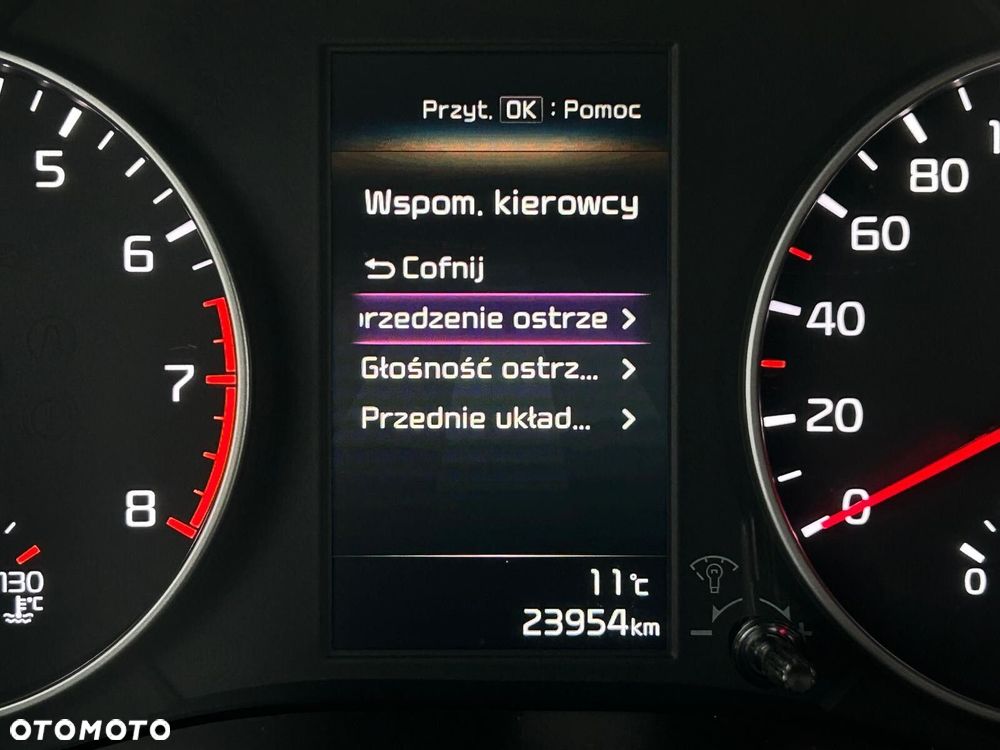 Przyt. OK : Pomoc
Wspom. kierowcy
Cofnij
rzedzenie ostrze
Głośność ostrz...
Przednie układ...
11°C
23954km
5
6
7
8
130
°C
80
60
40
20
0
0
- +
OTOMOTO